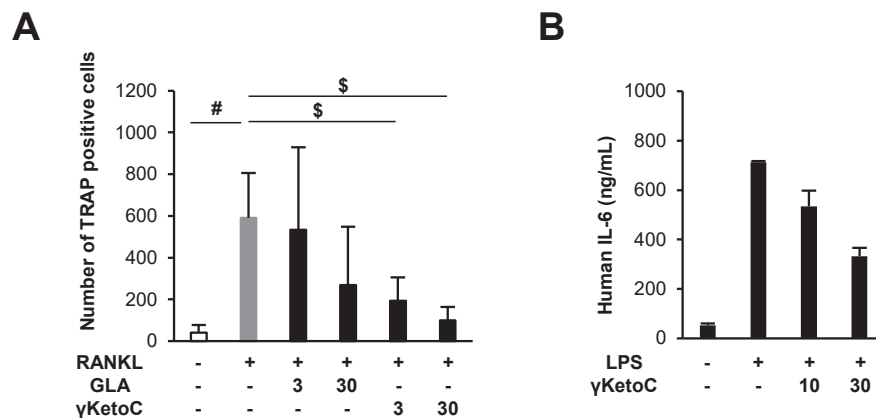 A
Number of TRAP positive cells
1200
1000
800
600
400
200
0
#
$
$
RANKL - + + + + +
GLA - - 3 30 - -
γKetoC - - - - 3 30
B
Human IL-6 (ng/mL)
1000
800
600
400
200
0
LPS - + + +
γKetoC - - 10 30